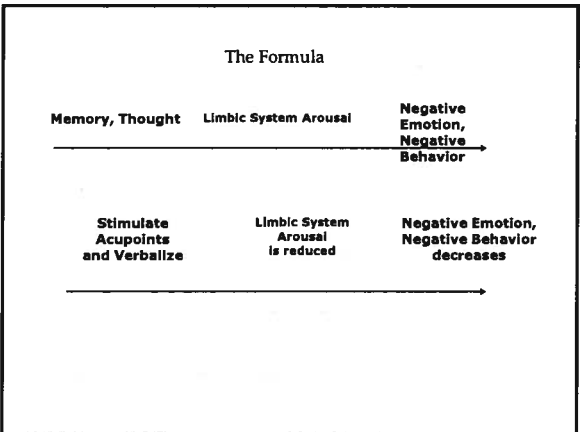 The Formula
Memory, Thought
Limbic System Arousal
Negative
Emotion,
Negative
Behavior
Stimulate
Acupoints
and Verbalize
Limbic System
Arousal
is reduced
Negative Emotion,
Negative Behavior
decreases